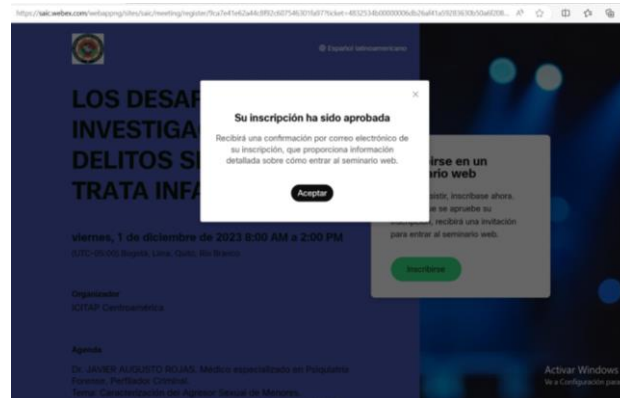 Español latinoamericano
LOS DESAF
INVESTIGA
DELITOS S
TRATA INFA
viernes, 1 de diciembre de 2023 8:00 AM a 2:00 PM
(UTC-05:00) Bogotá, Lima, Quito, Rio Branco
Organizador
ICITAP Centroamérica
Agenda
Dr. JAVIER AUGUSTO ROJAS. Médico especializado en Psiquiatría
Forense, Perfilador Criminal.
Tema: Caracterización del Agresor Sexual de Menores.
Su inscripción ha sido aprobada
Recibirá una confirmación por correo electrónico de
su inscripción, que proporciona información
detallada sobre cómo entrar al seminario web.
Aceptar
birse en un
ario web
sistir, inscríbase ahora.
e se apruebe su
inscripción, recibirá una invitación
para entrar al seminario web.
Inscribirse
Activar Windows
Ve a Configuración para